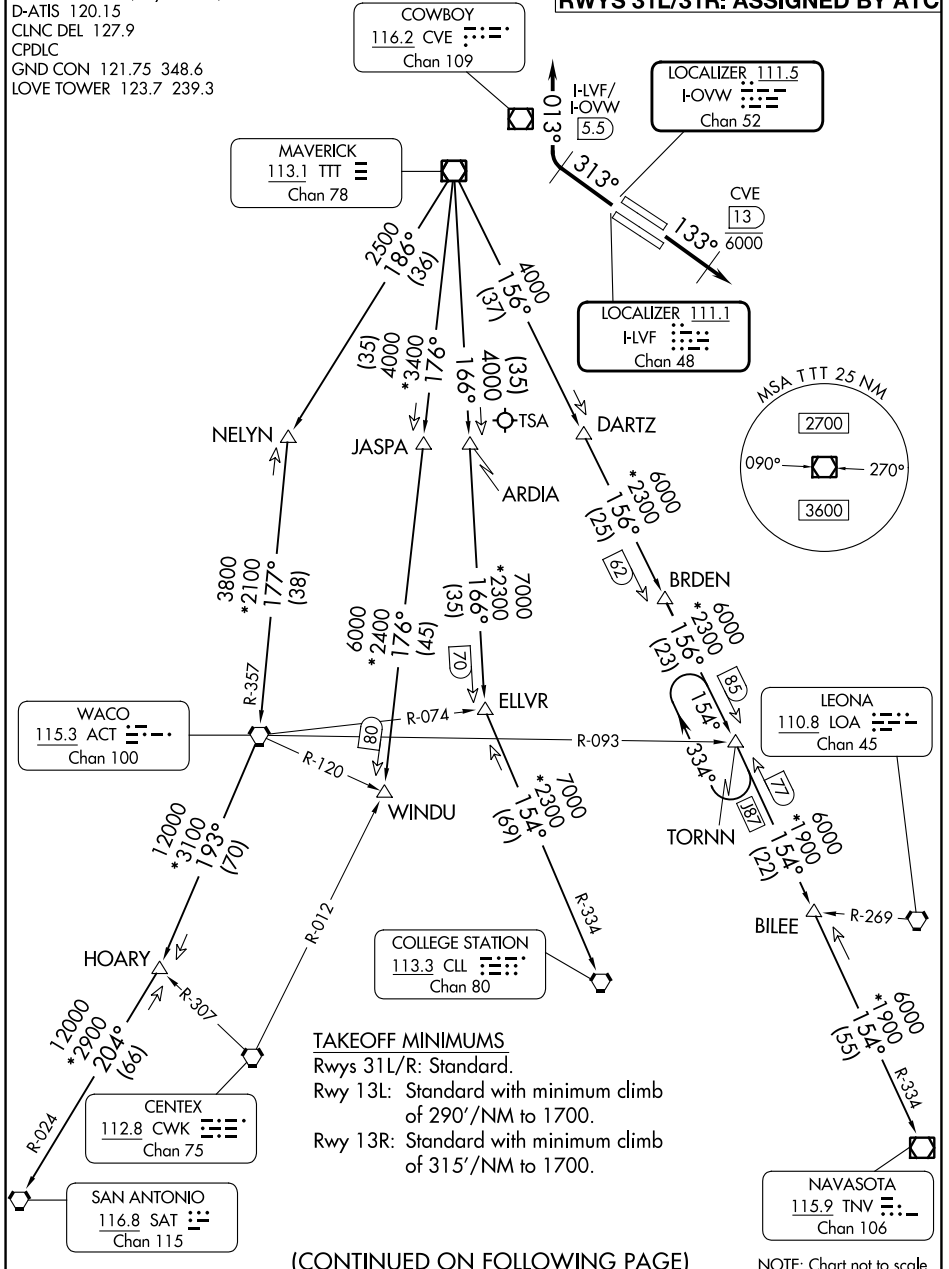 D-ATIS 120.15
CLNC DEL 127.9
CPDLC
GND CON 121.75 348.6
LOVE TOWER 123.7 239.3
RWYS 31L/31R: ASSIGNED BY ATC
COWBOY
116.2 CVE
Chan 109
I-LVF/
I-OVW
5.5
013°
313°
LOCALIZER 111.5
I-OVW
Chan 52
MAVERICK
113.1 TTT
Chan 78
CVE
13
6000
133°
LOCALIZER 111.1
I-LVF
Chan 48
2500
186°
(36)
(35)
4000
*3400
176°
(35)
4000
166°
4000
156°
(37)
MSA TTT 25 NM
2700
090°
270°
3600
NELYN
JASPA
TSA
ARDIA
DARTZ
6000
*2300
156°
(25)
62
BRDEN
3800
*2100
177°
(38)
R-357
6000
*2400
176°
(45)
80
7000
*2300
166°
(35)
70
ELLVR
6000
*2300
156°
(23)
85
154°
334°
J87
77
TORNN
WACO
115.3 ACT
Chan 100
R-074
R-093
R-120
WINDU
LEONA
110.8 LOA
Chan 45
7000
*2300
154°
(69)
R-334
6000
*1900
154°
(22)
BILEE
R-269
12000
*3100
193°
(70)
R-012
HOARY
R-307
COLLEGE STATION
113.3 CLL
Chan 80
6000
*1900
154°
(55)
R-334
12000
*2900
204°
(66)
R-024
CENTEX
112.8 CWK
Chan 75
TAKEOFF MINIMUMS
Rwys 31L/R: Standard.
Rwy 13L: Standard with minimum climb
of 290'/NM to 1700.
Rwy 13R: Standard with minimum climb
of 315'/NM to 1700.
SAN ANTONIO
116.8 SAT
Chan 115
NAVASOTA
115.9 TNV
Chan 106
(CONTINUED ON FOLLOWING PAGE)
NOTE: Chart not to scale